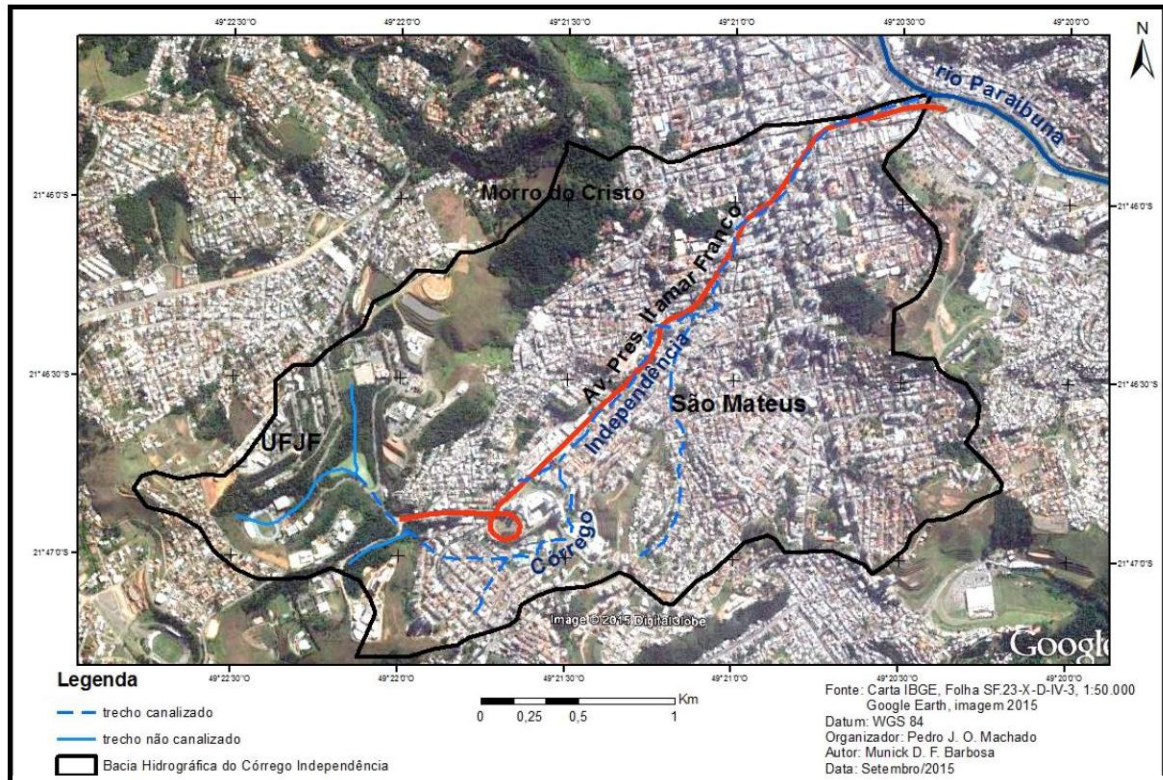 49°22'30"O 49°22'0"O 49°21'30"O 49°21'0"O 49°20'30"O 49°20'0"O
N
rio Paraibuna
21°46'0"S 21°46'0"S
Morro do Cristo
Av. Pres. Itamar Franco
21°46'30"S 21°46'30"S
Independência
São Mateus
UFJF
21°47'0"S 21°47'0"S
Córrego
Image © 2015 DigitalGlobe
Google
49°22'30"O 49°22'0"O 49°21'30"O 49°21'0"O 49°20'30"O 49°20'0"O
Legenda
trecho canalizado
trecho não canalizado
Bacia Hidrográfica do Córrego Independência
Km
0 0,25 0,5 1
Fonte: Carta IBGE, Folha SF.23-X-D-IV-3, 1:50.000
Google Earth, imagem 2015
Datum: WGS 84
Organizador: Pedro J. O. Machado
Autor: Munick D. F. Barbosa
Data: Setembro/2015